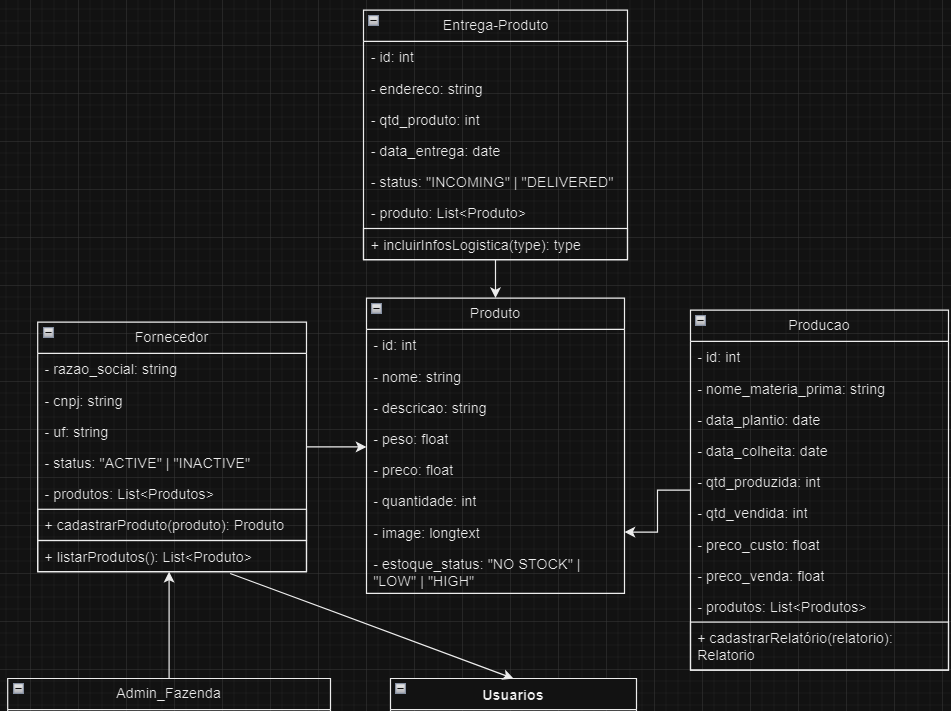 Entrega-Produto
- id: int
- endereco: string
- qtd_produto: int
- data_entrega: date
- status: "INCOMING" | "DELIVERED"
- produto: List<Produto>
+ incluirInfosLogistica(type): type
Fornecedor
- razao_social: string
- cnpj: string
- uf: string
- status: "ACTIVE" | "INACTIVE"
- produtos: List<Produtos>
+ cadastrarProduto(produto): Produto
+ listarProdutos(): List<Produto>
Produto
- id: int
- nome: string
- descricao: string
- peso: float
- preco: float
- quantidade: int
- image: longtext
- estoque_status: "NO STOCK" |
"LOW" | "HIGH"
Producao
- id: int
- nome_materia_prima: string
- data_plantio: date
- data_colheita: date
- qtd_produzida: int
- qtd_vendida: int
- preco_custo: float
- preco_venda: float
- produtos: List<Produtos>
+ cadastrarRelatório(relatorio):
Relatorio
Admin_Fazenda
Usuarios